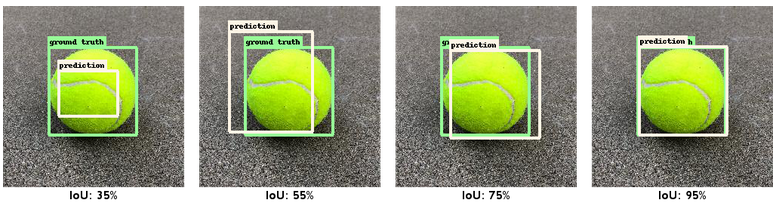 prediction
ground truth
ground truth
prediction
prediction
prediction
IoU: 35%
IoU: 55%
IoU: 75%
IoU: 95%